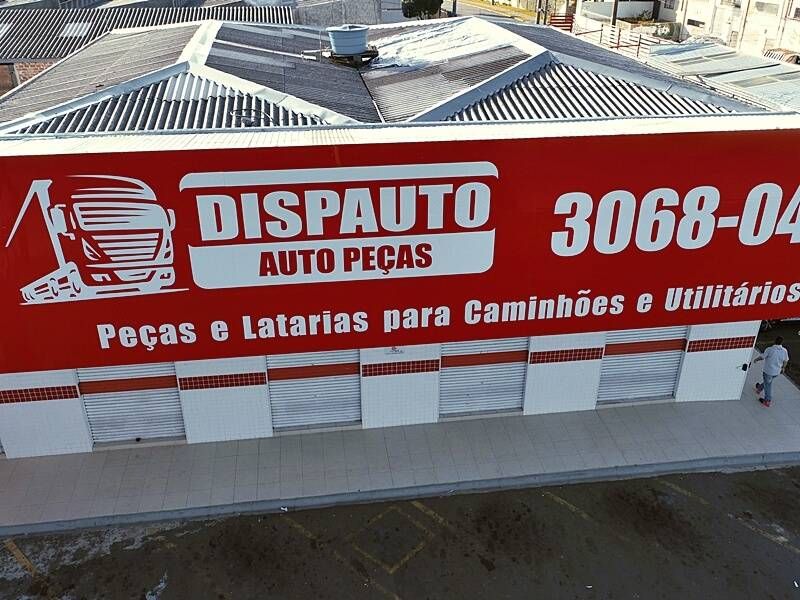 DISPAUTO
AUTO PEÇAS
3068-04
Peças e Latarias para Caminhões e Utilitários